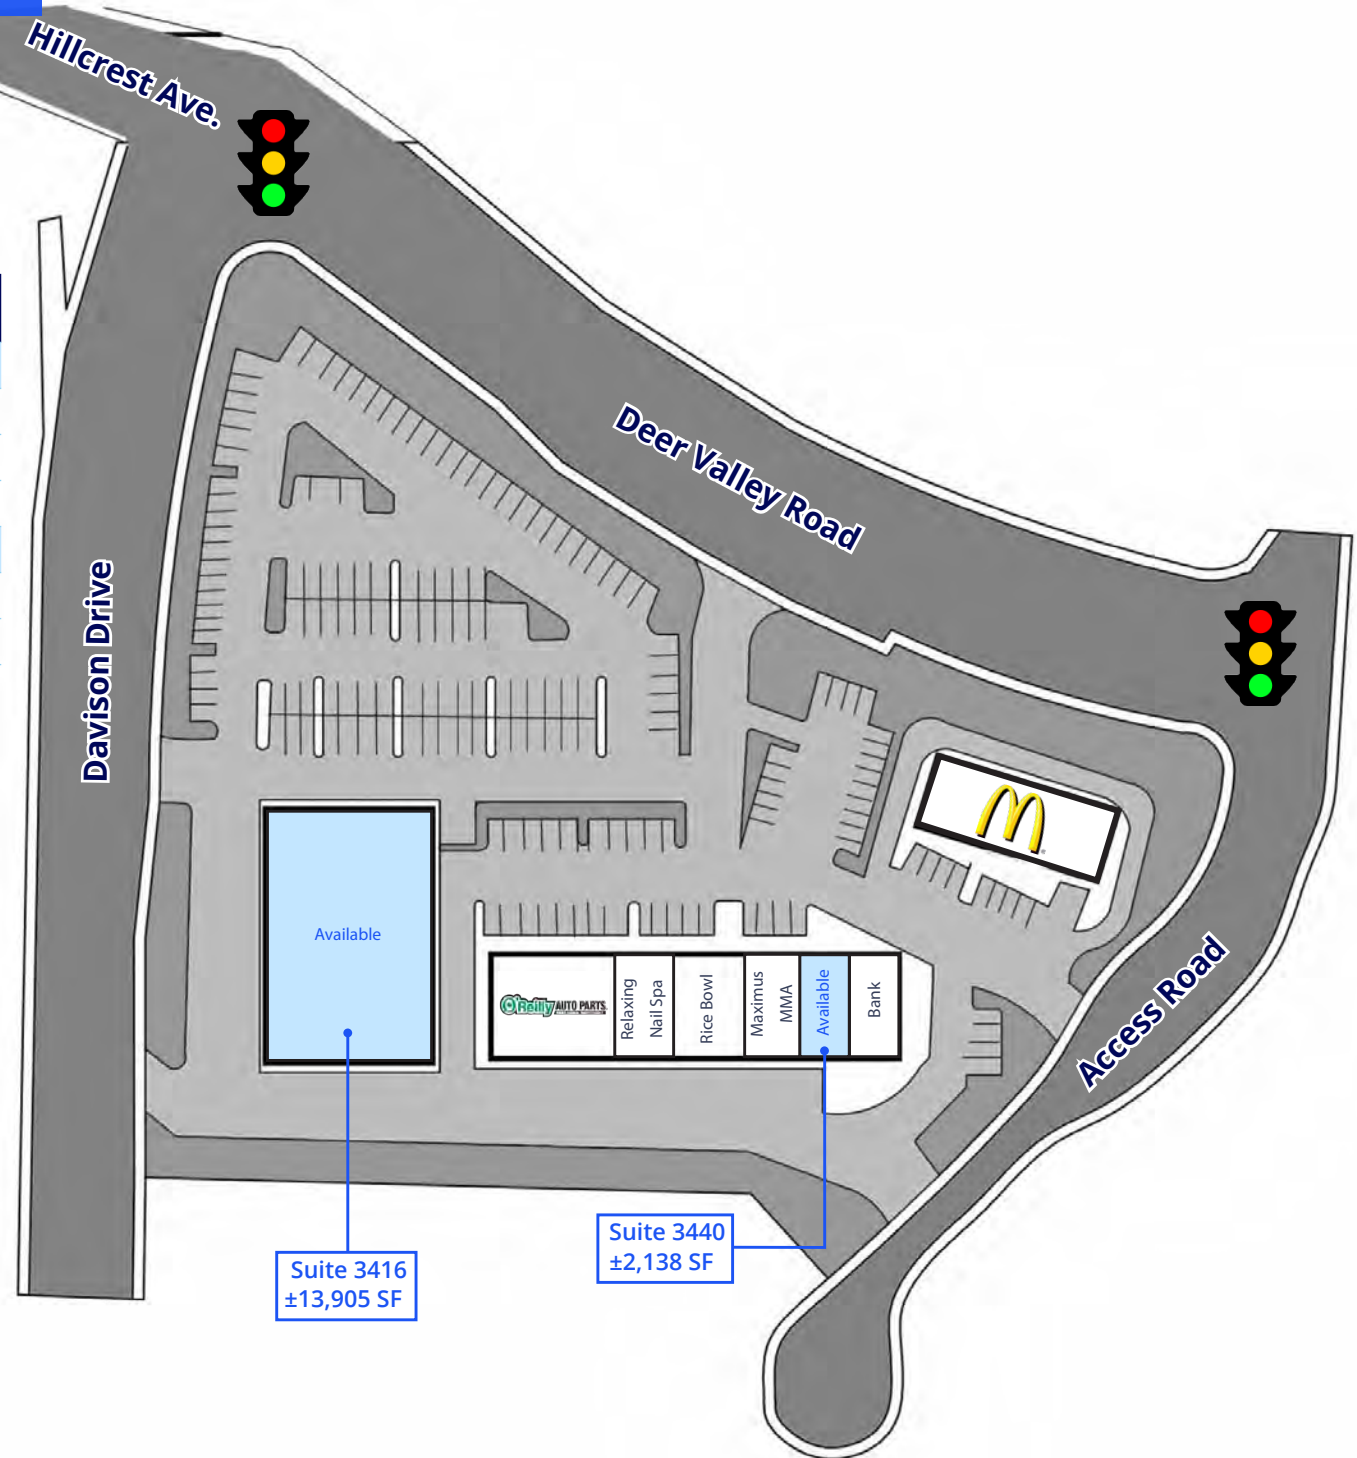 Hillcrest Ave.
Deer Valley Road
Davison Drive
Available
O'Reilly AUTO PARTS
Relaxing
Nail Spa
Rice Bowl
Maximus
MMA
Available
Bank
Access Road
Suite 3440
±2,138 SF
Suite 3416
±13,905 SF